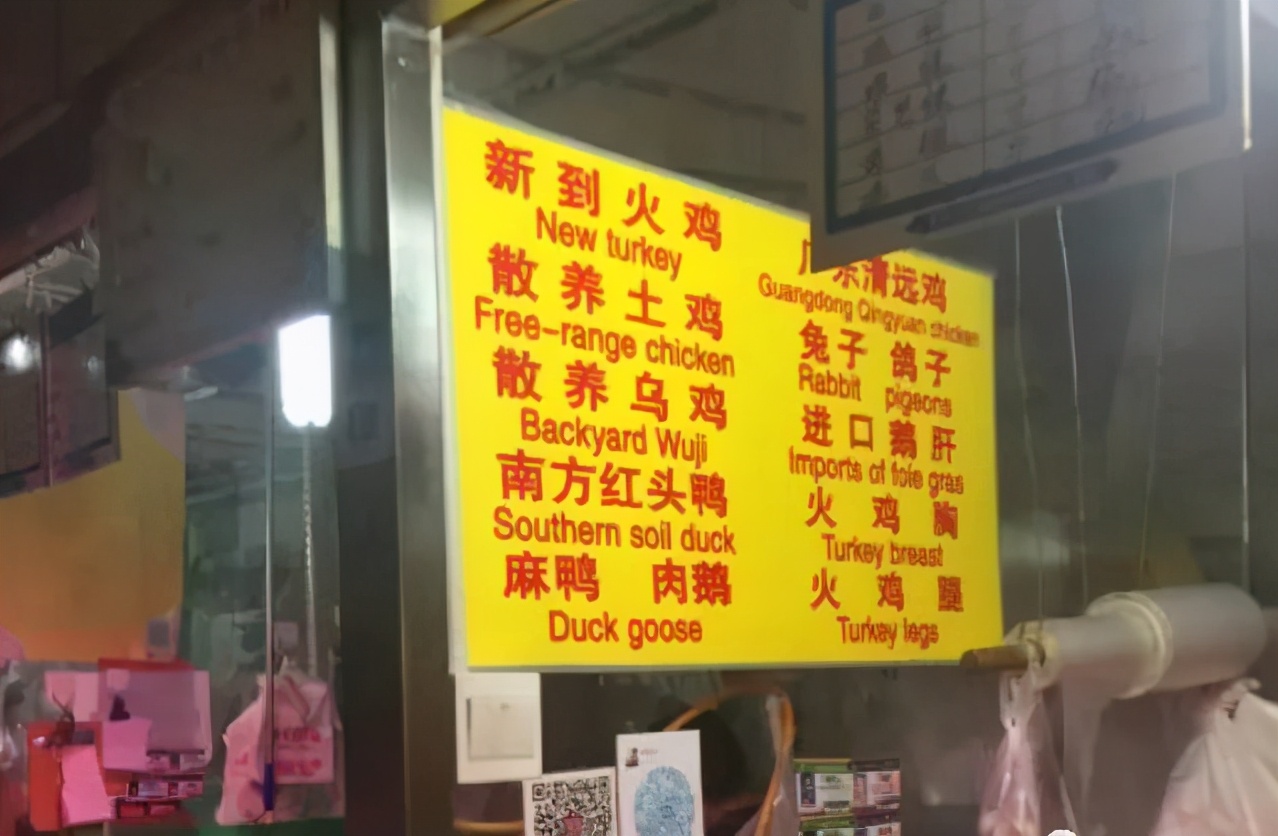 新到火鸡
New turkey
散养土鸡
Free-range chicken
散养乌鸡
Backyard Wuji
南方红头鸭
Southern soil duck
麻鸭 肉鹅
Duck goose
广东清远鸡
Guangdong Qingyuan chicken
兔子 鸽子
Rabbit pigeons
进口鹅肝
Imports of foie gras
火鸡胸
Turkey breast
火鸡腿
Turkey legs